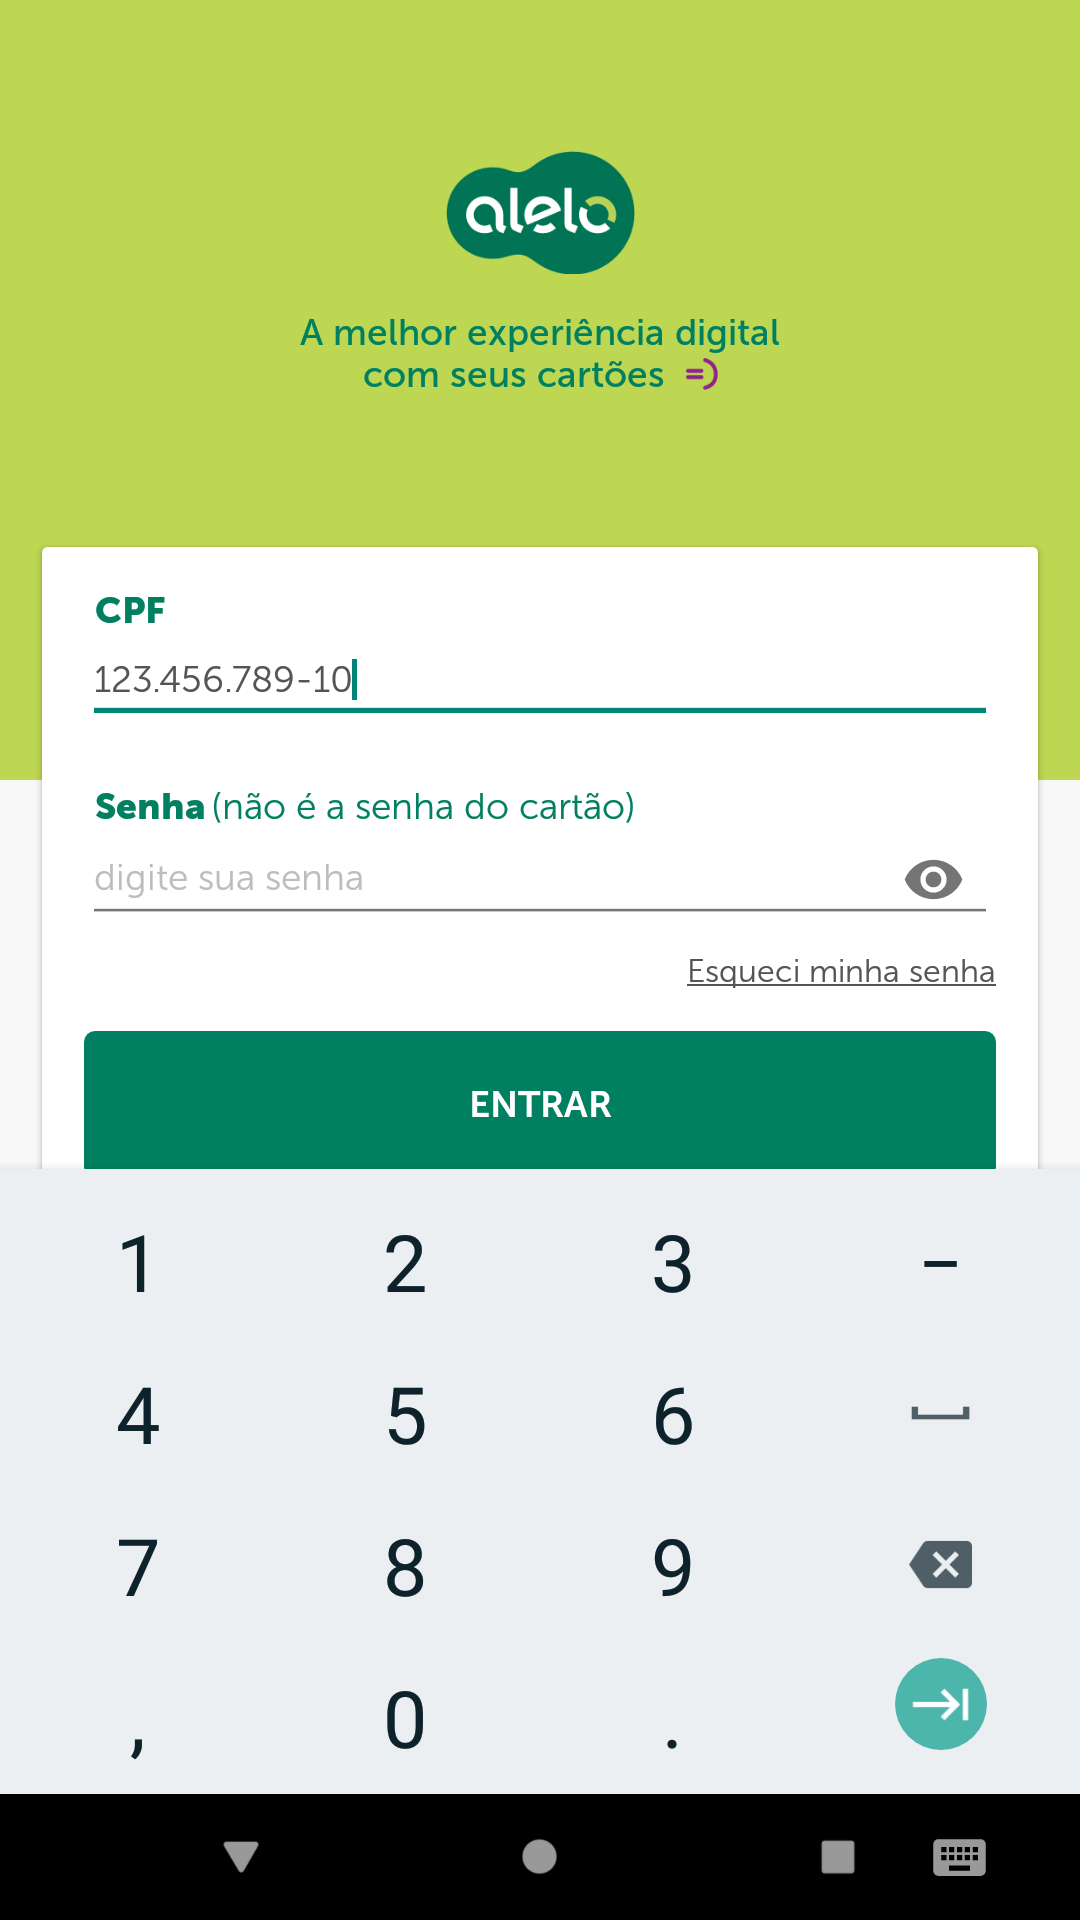 alelo
A melhor experiência digital
com seus cartões =)
CPF
123.456.789-10
Senha (não é a senha do cartão)
digite sua senha
Esqueci minha senha
ENTRAR
1 2 3 –
4 5 6
7 8 9
, 0 .